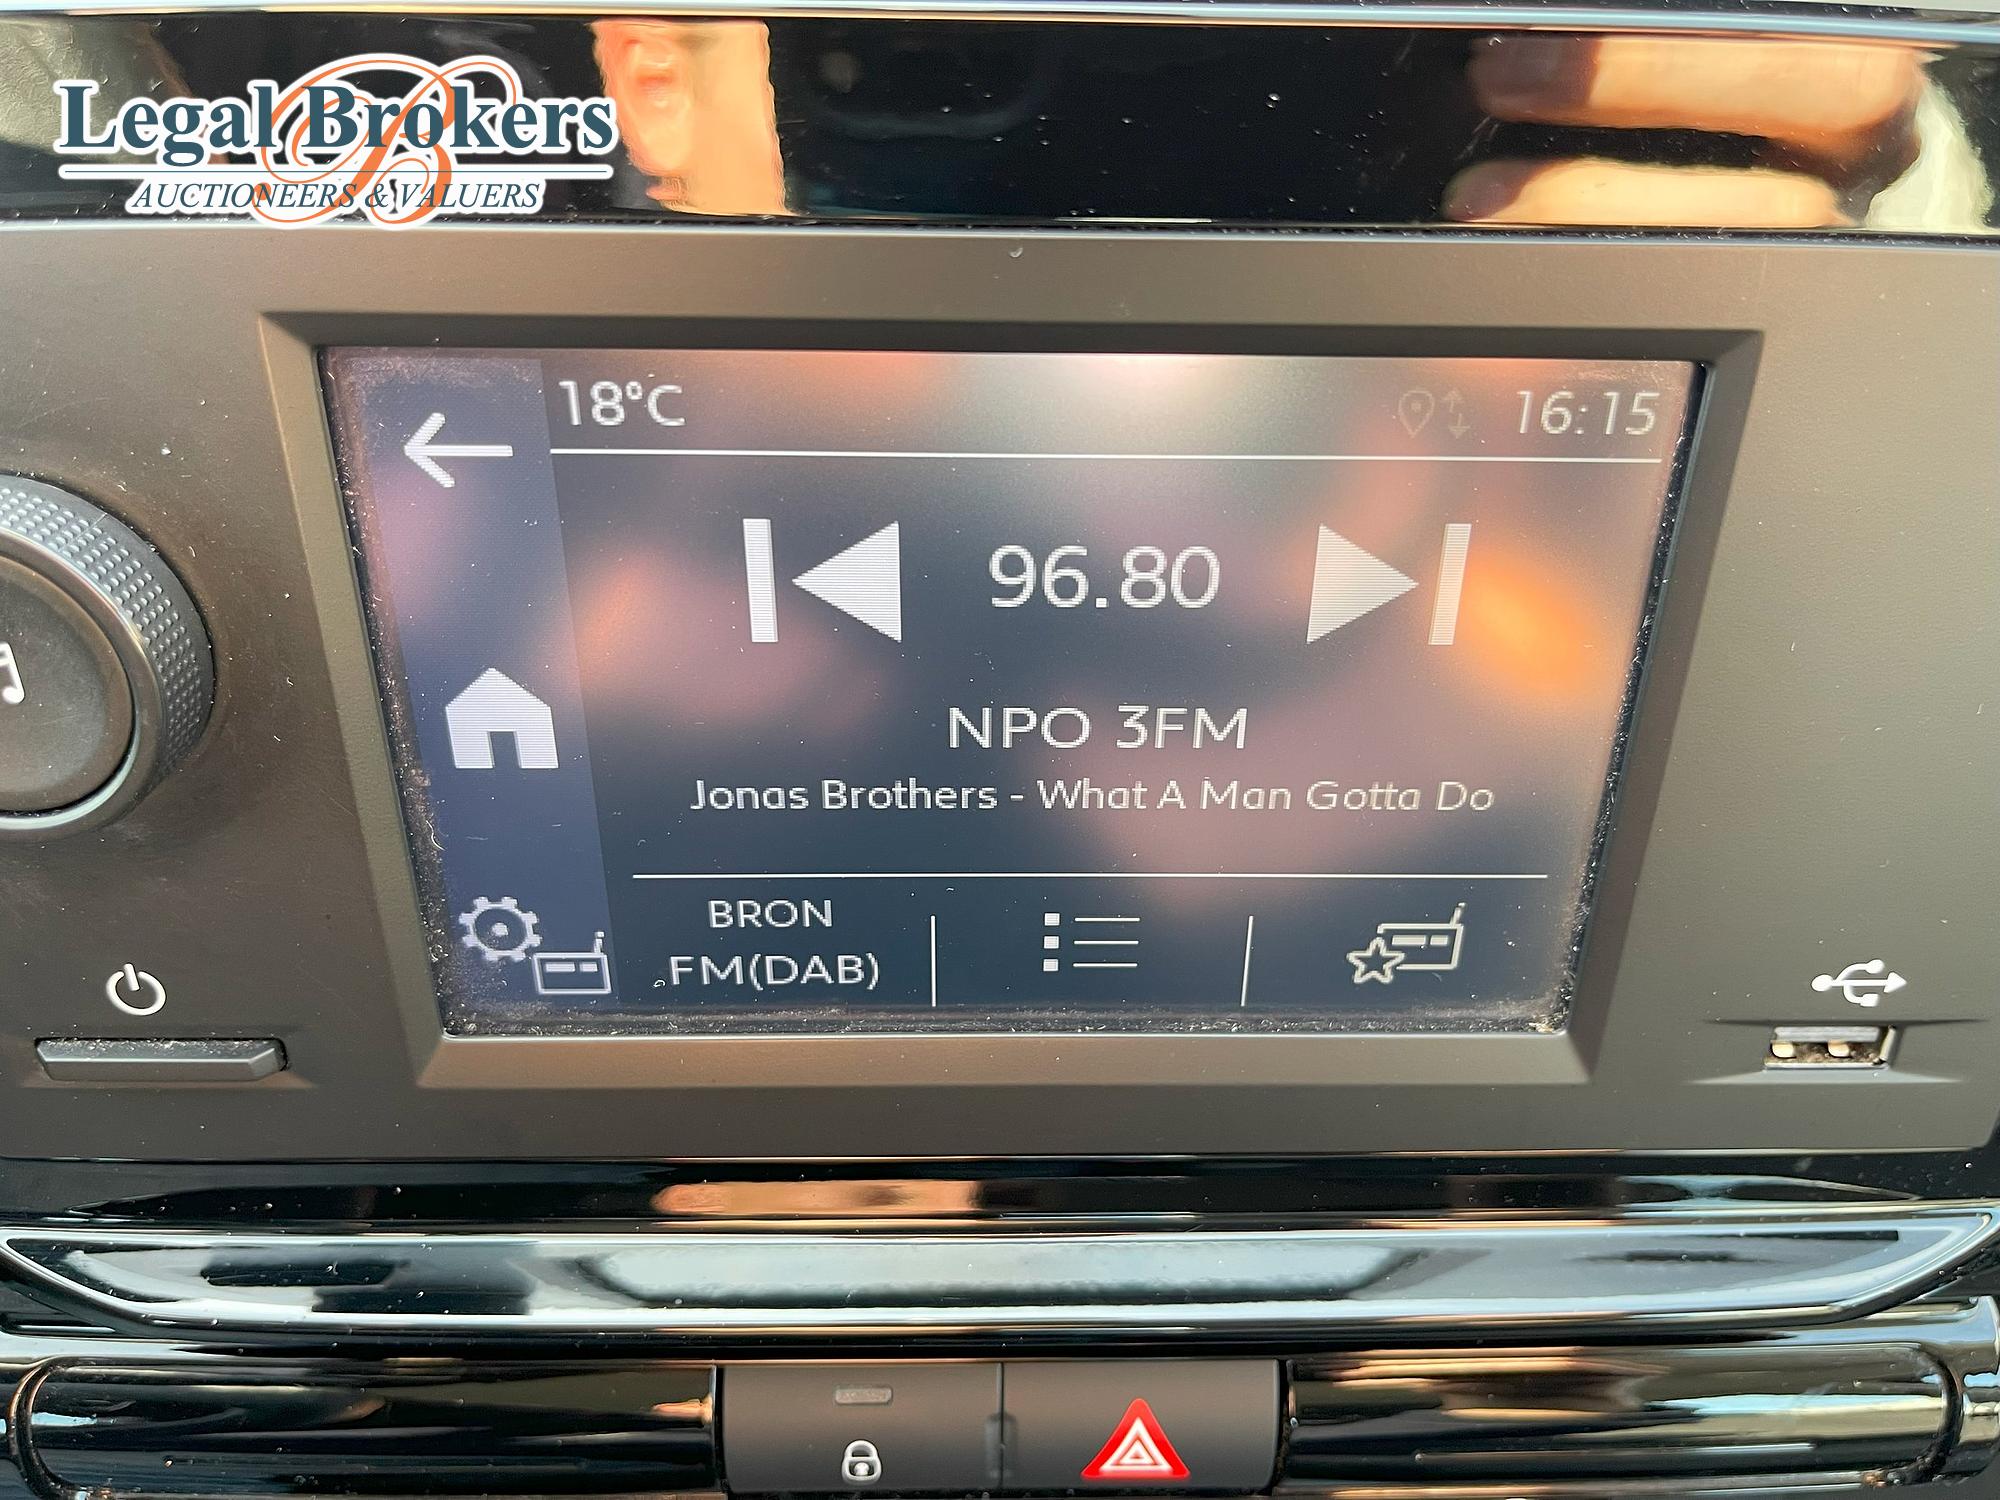 Legal Brokers
AUCTIONEERS & VALUERS
18°C
16:15
96.80
NPO 3FM
Jonas Brothers - What A Man Gotta Do
BRON
FM(DAB)